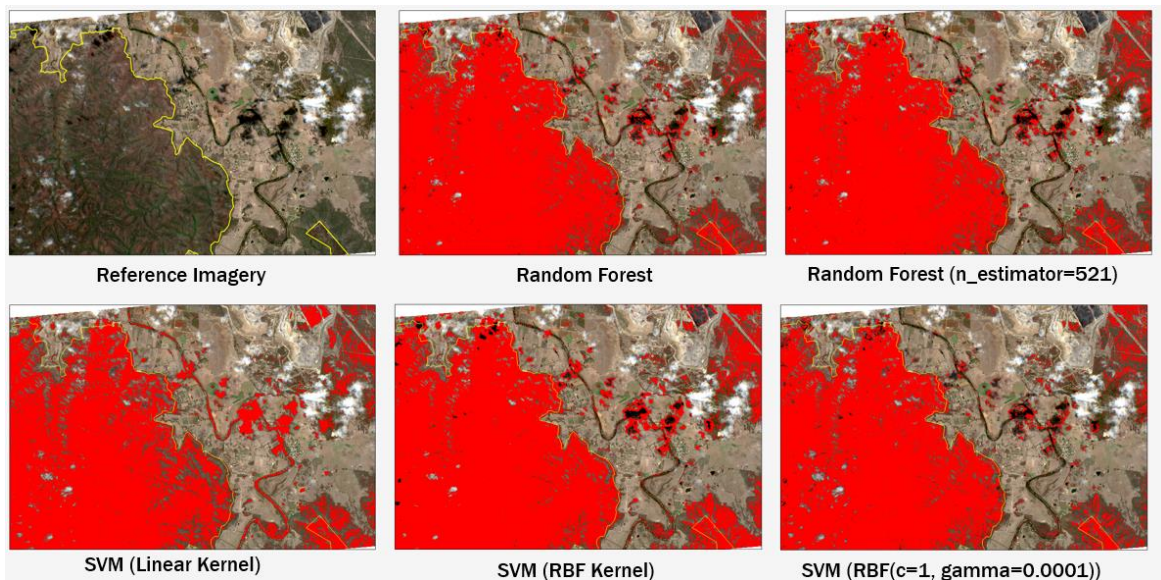 Reference Imagery
Random Forest
Random Forest (n_estimator=521)
SVM (Linear Kernel)
SVM (RBF Kernel)
SVM (RBF(c=1, gamma=0.0001))